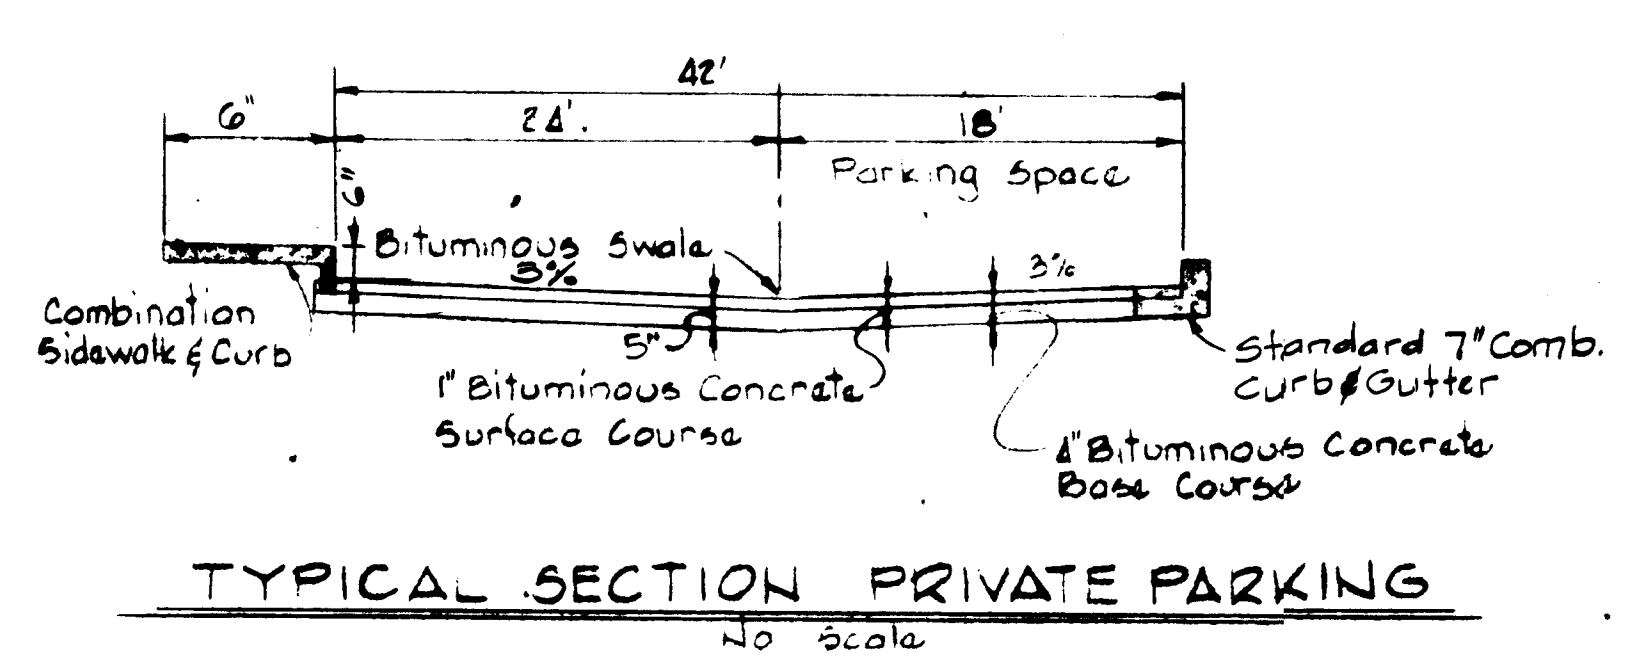 42'
6" 24'. 18'
Parking Space
6"
Bituminous Swale
3% 3%
Combination
Sidewalk & Curb
5"
Standard 7" Comb.
Curb & Gutter
1" Bituminous Concrete
Surface Course
4" Bituminous Concrete
Base Course
TYPICAL SECTION PRIVATE PARKING
No Scale